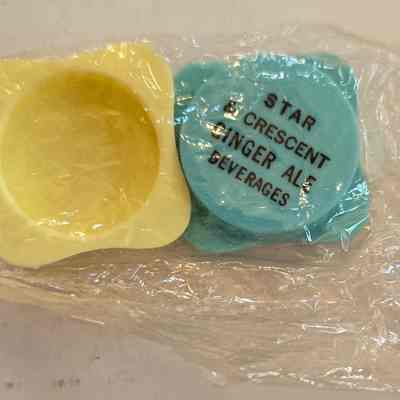 STAR
& CRESCENT
GINGER ALE
BEVERAGES